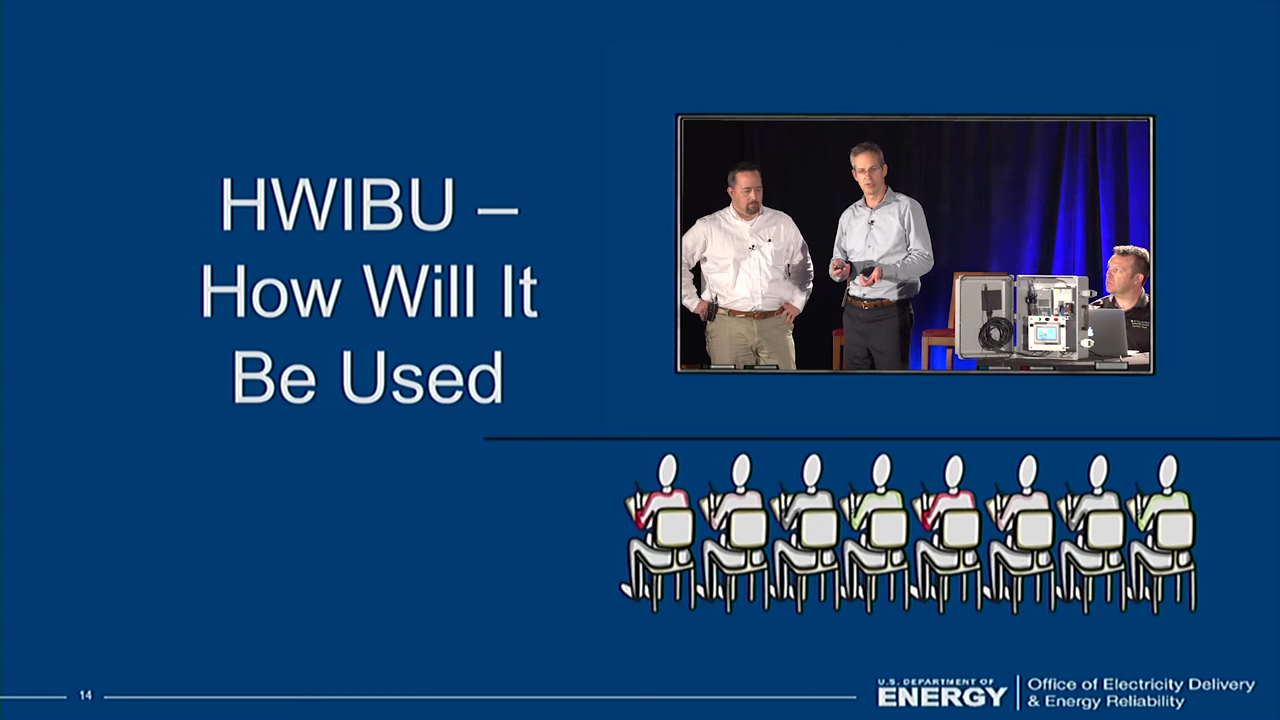 HWIBU –
How Will It
Be Used
14
U.S. DEPARTMENT OF
ENERGY
Office of Electricity Delivery
& Energy Reliability